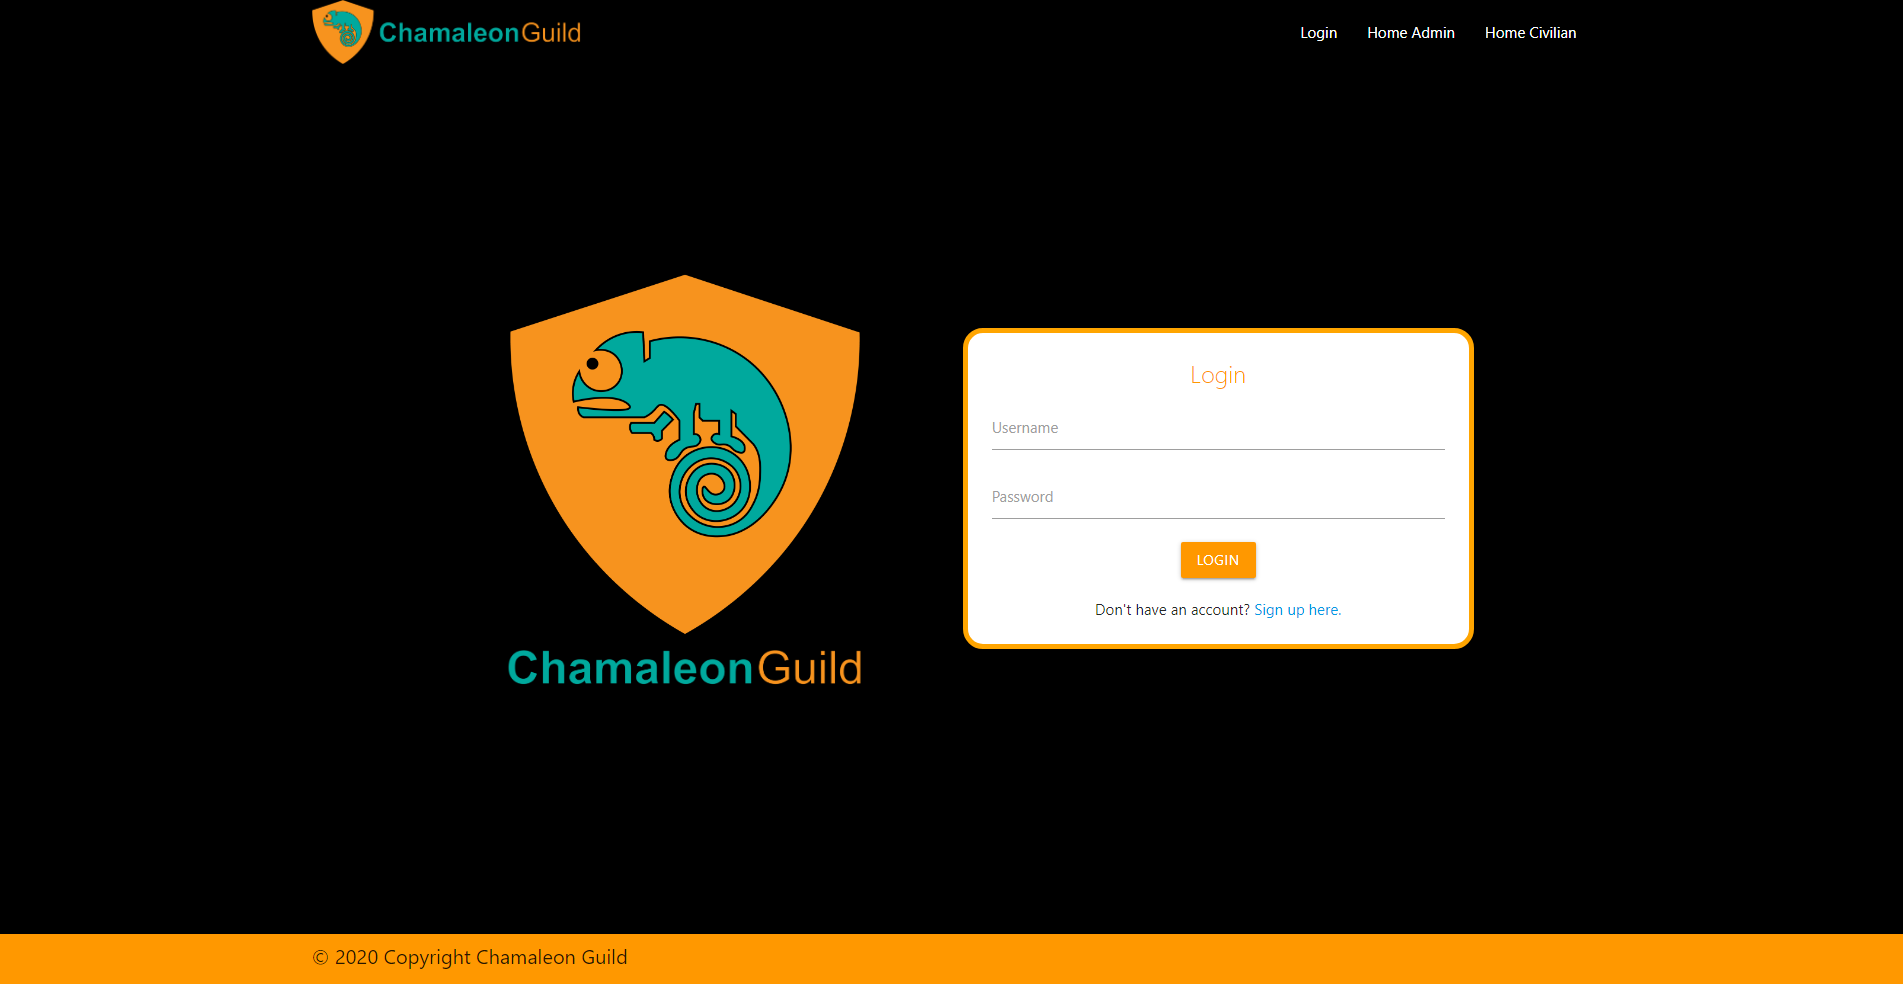 ChamaleonGuild
Login Home Admin Home Civilian
ChamaleonGuild
Login
Username
Password
LOGIN
Don't have an account? Sign up here.
© 2020 Copyright Chamaleon Guild